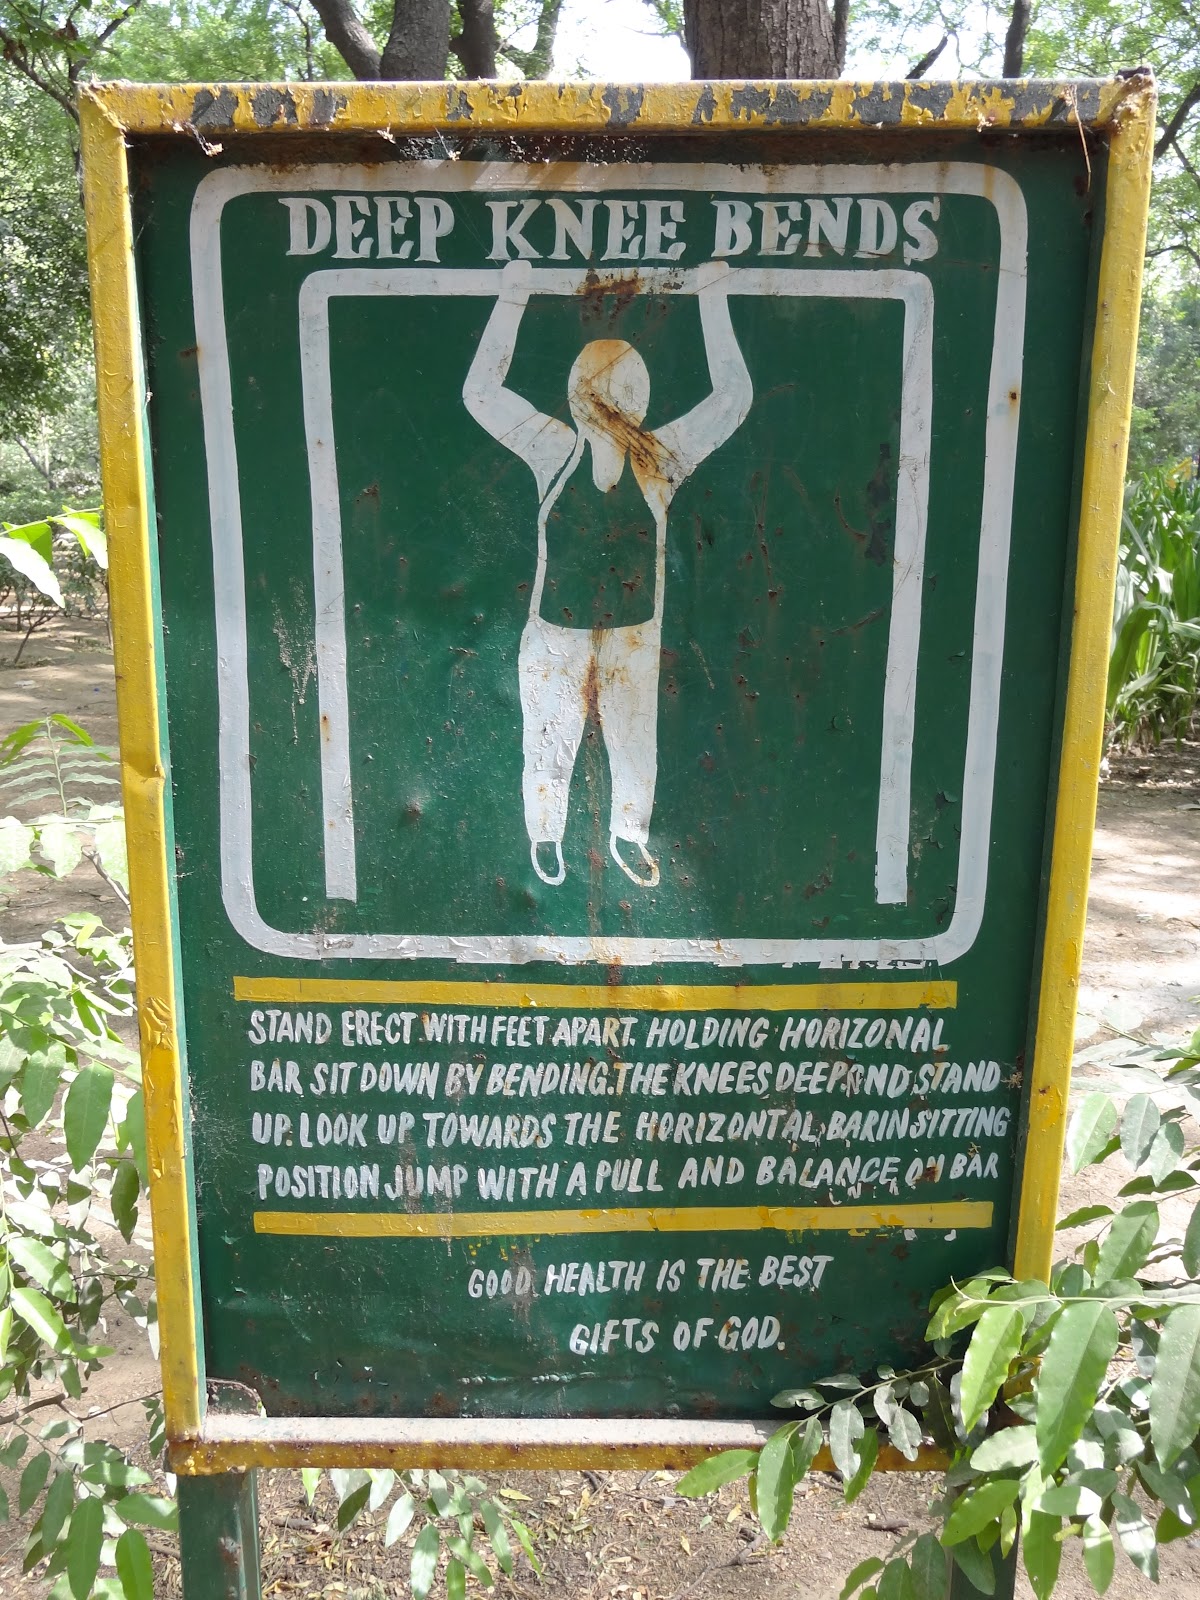 DEEP KNEE BENDS
STAND ERECT WITH FEET APART. HOLDING HORIZONAL
BAR SIT DOWN BY BENDING. THE KNEES DEEP AND STAND
UP. LOOK UP TOWARDS THE HORIZONTAL BAR IN SITTING
POSITION JUMP WITH A PULL AND BALANCE ON BAR
GOOD HEALTH IS THE BEST
GIFTS OF GOD.